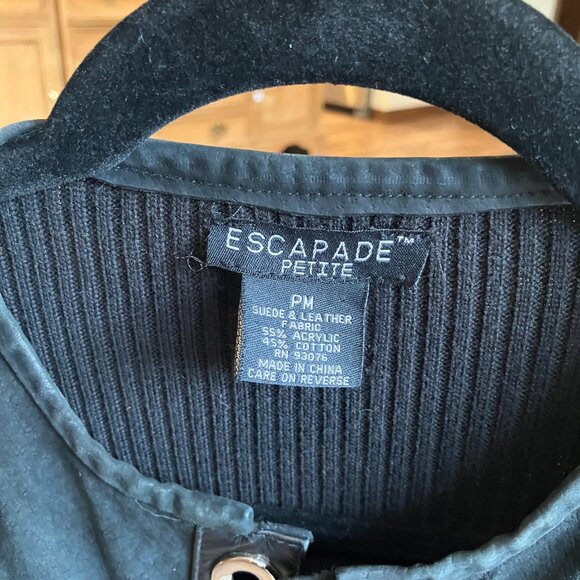 ESCAPADE™
PETITE
PM
SUEDE & LEATHER
FABRIC
55% ACRYLIC
45% COTTON
RN 93076
MADE IN CHINA
CARE ON REVERSE